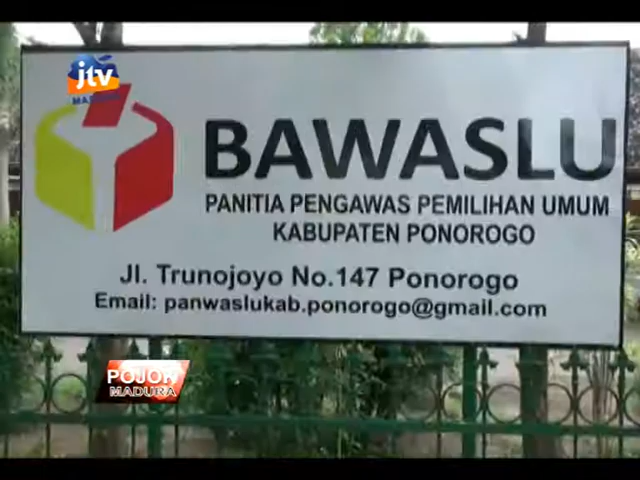 jtv
MADURA
BAWASLU
PANITIA PENGAWAS PEMILIHAN UMUM
KABUPATEN PONOROGO
Jl. Trunojoyo No.147 Ponorogo
Email: panwaslukab.ponorogo@gmail.com
POJOK
MADURA